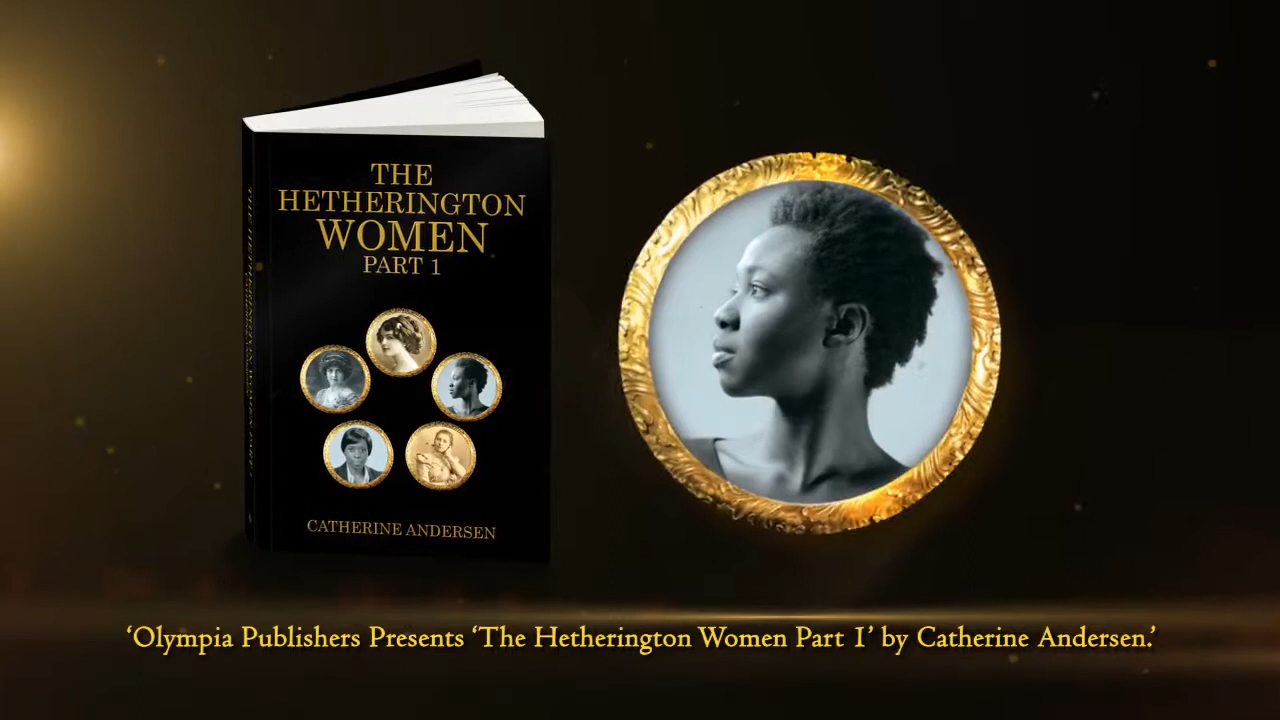 THE
HETHERINGTON
WOMEN
PART 1
CATHERINE ANDERSEN
‘Olympia Publishers Presents ‘The Hetherington Women Part 1’ by Catherine Andersen.’